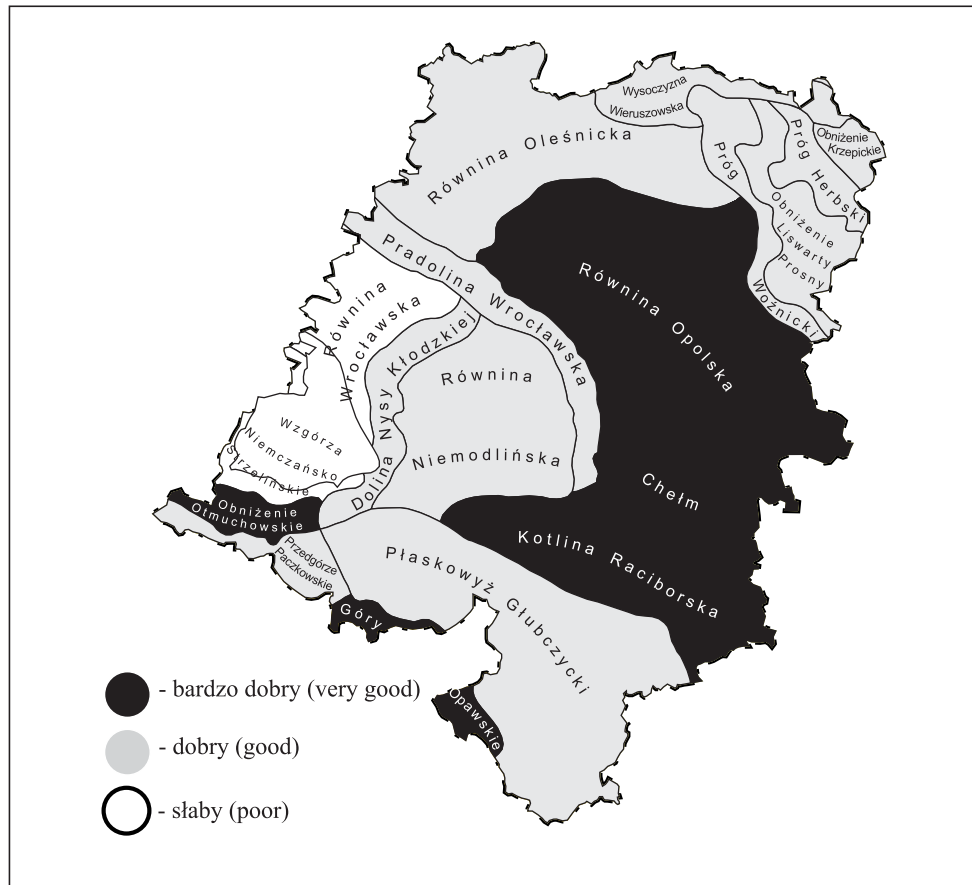 Wysoczyzna
Wieruszowska
Obniżenie
Krzepickie
Równina Oleśnicka
Próg
Próg Herbski
Obniżenie
Liswarty
Prosny
Woźnicki
Pradolina Wrocławska
Równina Opolska
Równina
Wrocławska
Dolina Nysy Kłodzkiej
Równina
Niemodlińska
Wzgórza
Niemczańsko
Strzelińskie
Chełm
Obniżenie
Otmuchowskie
Kotlina Raciborska
Przedgórze
Paczkowskie
Płaskowyż Głubczycki
Góry
Opawskie
- bardzo dobry (very good)
- dobry (good)
- słaby (poor)